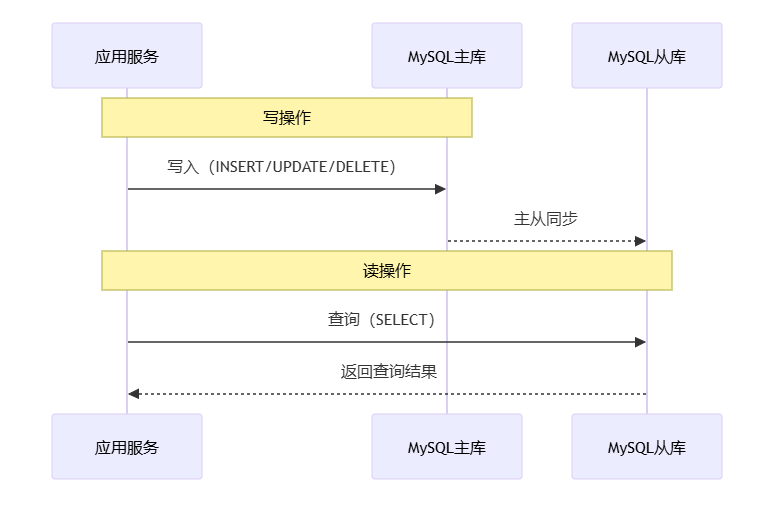 应用服务
MySQL主库
MySQL从库
写操作
写入（INSERT/UPDATE/DELETE）
主从同步
读操作
查询（SELECT）
返回查询结果
应用服务
MySQL主库
MySQL从库